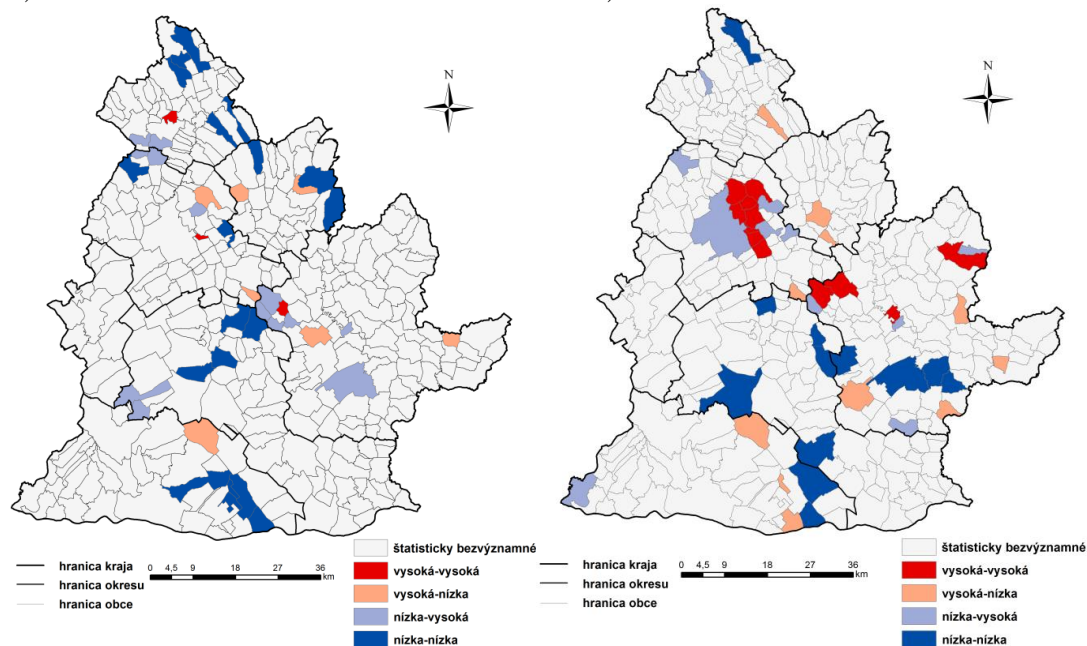 ) )
N N
štatisticky bezvýznamné
hranica kraja 0 4,5 9 18 27 36 vysoká-vysoká
km
hranica okresu vysoká-nízka
hranica obce nízka-vysoká
nízka-nízka
štatisticky bezvýznamné
hranica kraja 0 4,5 9 18 27 36 vysoká-vysoká
km
hranica okresu vysoká-nízka
hranica obce nízka-vysoká
nízka-nízka